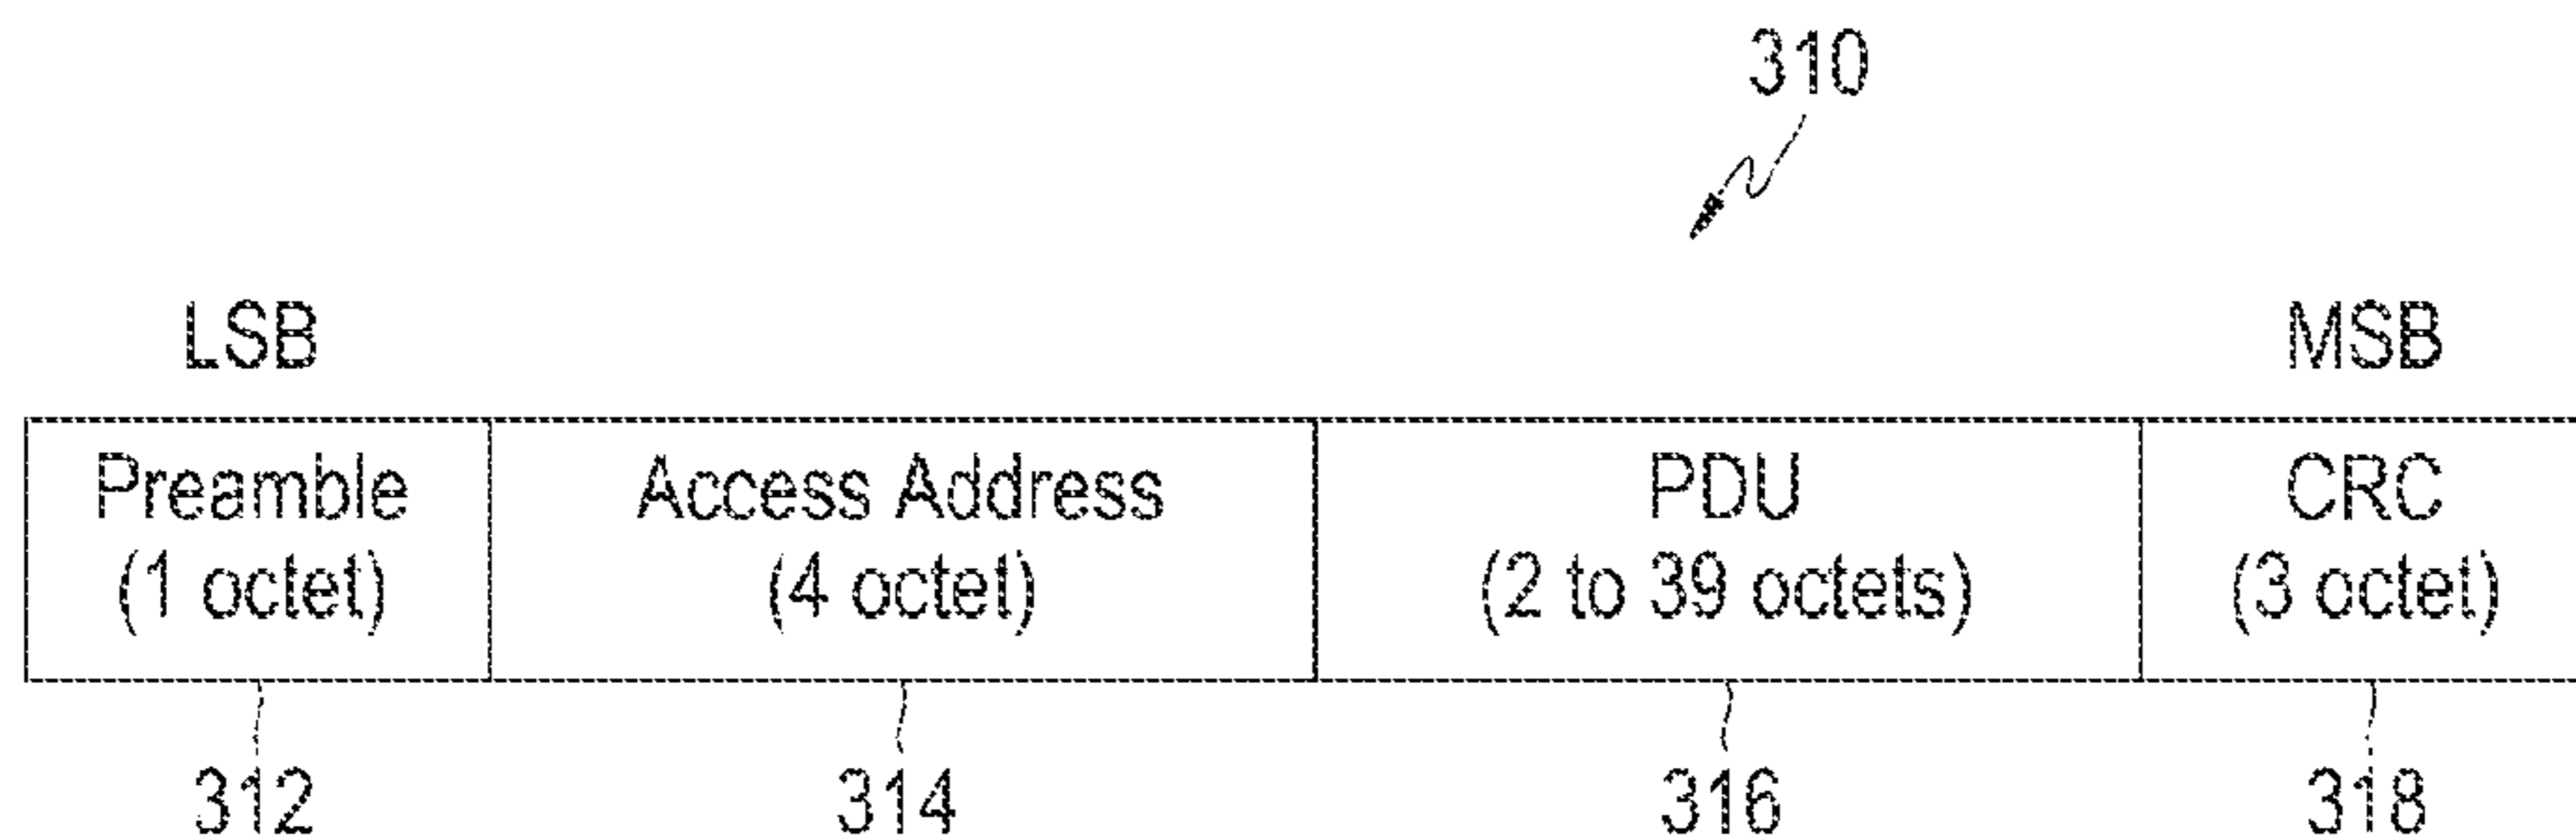 310
LSB
MSB
Preamble
(1 octet)
Access Address
(4 octet)
PDU
(2 to 39 octets)
CRC
(3 octet)
312
314
316
318